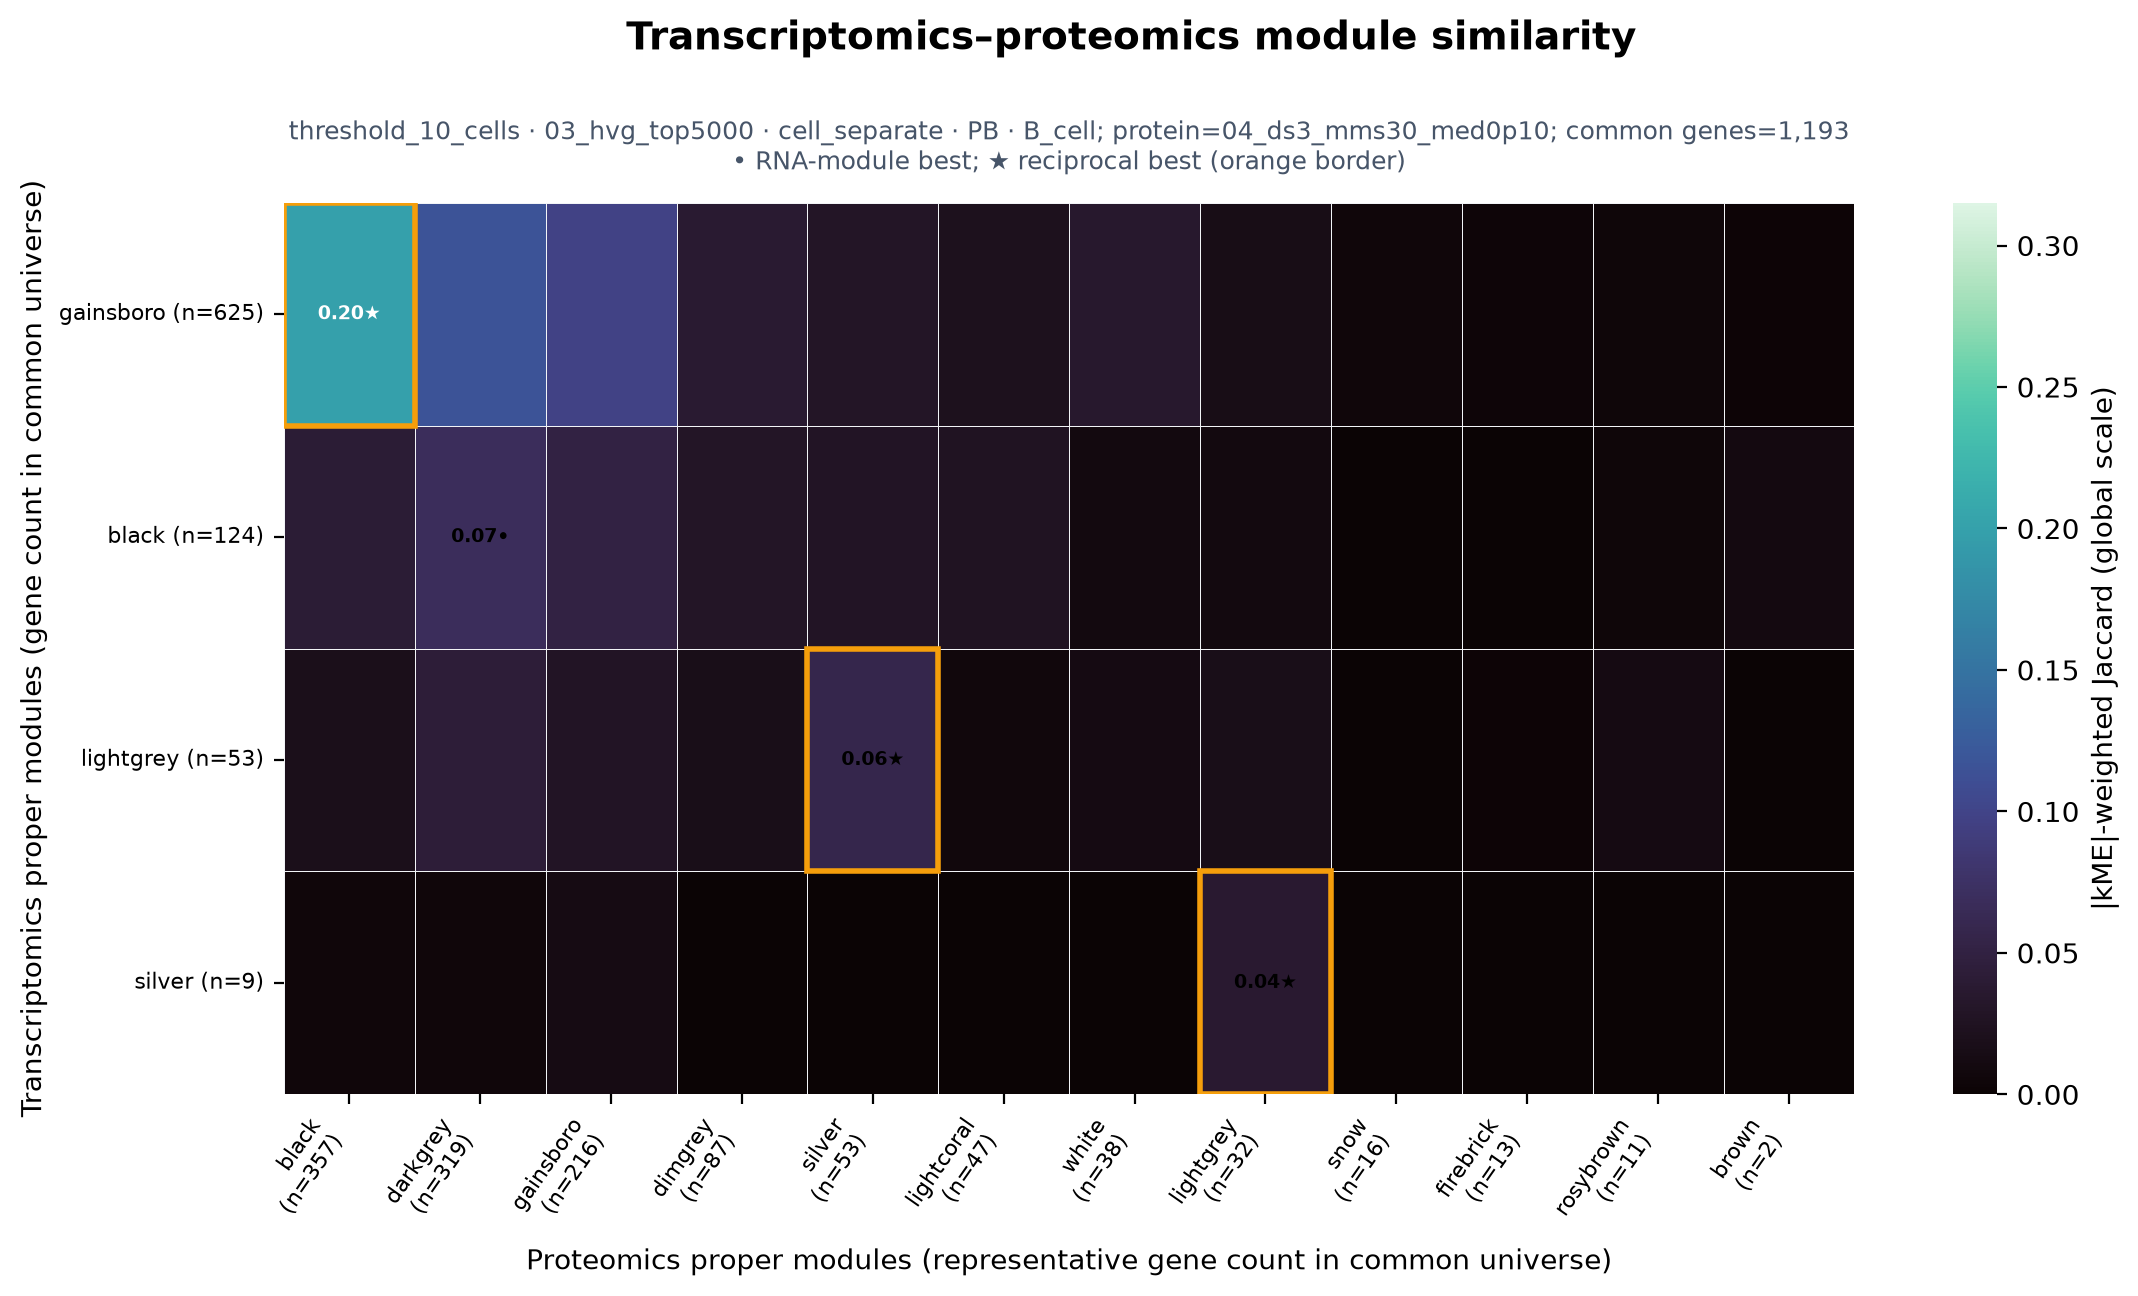 Transcriptomics–proteomics module similarity
threshold_10_cells · 03_hvg_top5000 · cell_separate · PB · B_cell; protein=04_ds3_mms30_med0p10; common genes=1,193
• RNA-module best; ★ reciprocal best (orange border)
Transcriptomics proper modules (gene count in common universe)
gainsboro (n=625)
black (n=124)
lightgrey (n=53)
silver (n=9)
0.20★
0.07•
0.06★
0.04★
black
(n=357)
darkgrey
(n=319)
gainsboro
(n=216)
dimgrey
(n=87)
silver
(n=53)
lightcoral
(n=47)
white
(n=38)
lightgrey
(n=32)
snow
(n=16)
firebrick
(n=13)
rosybrown
(n=11)
brown
(n=2)
Proteomics proper modules (representative gene count in common universe)
0.30
0.25
0.20
0.15
0.10
0.05
0.00
|kME|-weighted Jaccard (global scale)